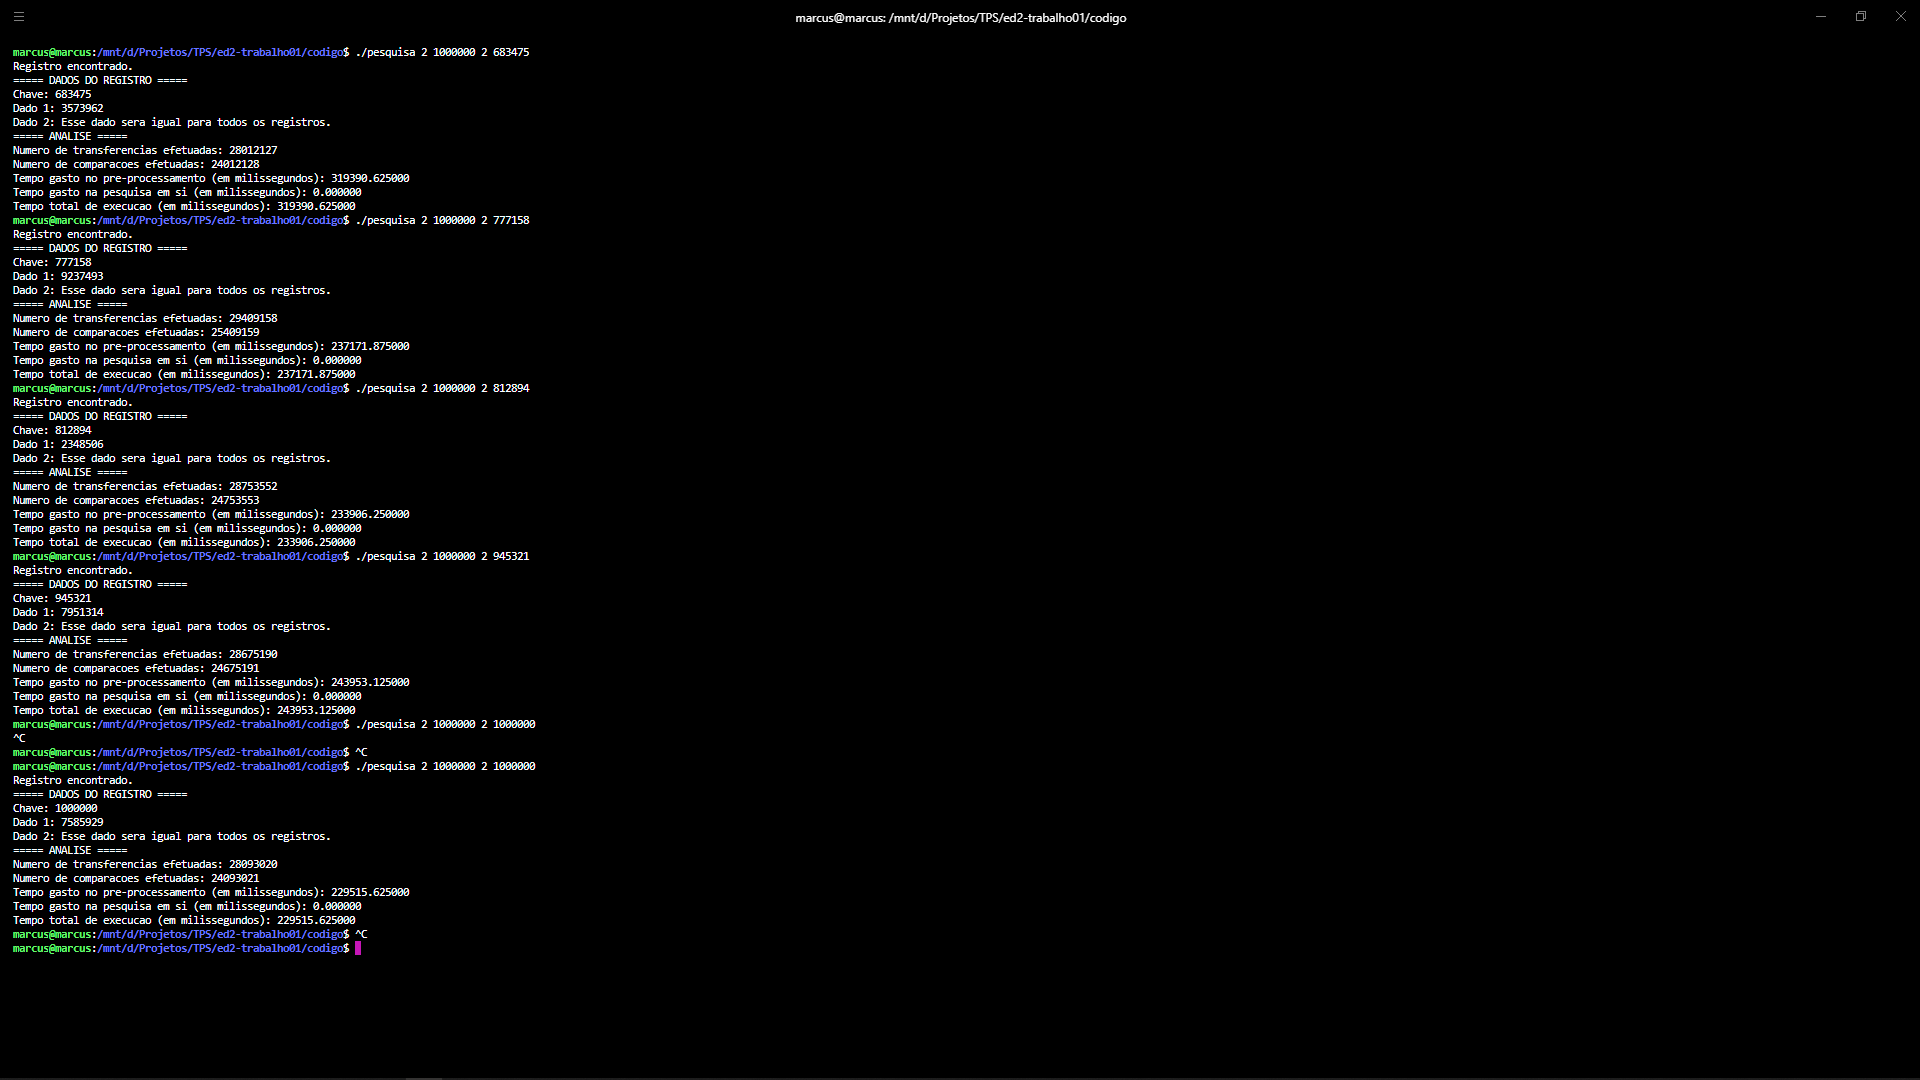 marcus@marcus: /mnt/d/Projetos/TPS/ed2-trabalho01/codigo
marcus@marcus:/mnt/d/Projetos/TPS/ed2-trabalho01/codigo$ ./pesquisa 2 1000000 2 683475
Registro encontrado.
===== DADOS DO REGISTRO =====
Chave: 683475
Dado 1: 3573962
Dado 2: Esse dado sera igual para todos os registros.
===== ANALISE =====
Numero de transferencias efetuadas: 28012127
Numero de comparacoes efetuadas: 24012128
Tempo gasto no pre-processamento (em milissegundos): 319390.625000
Tempo gasto na pesquisa em si (em milissegundos): 0.000000
Tempo total de execucao (em milissegundos): 319390.625000
marcus@marcus:/mnt/d/Projetos/TPS/ed2-trabalho01/codigo$ ./pesquisa 2 1000000 2 777158
Registro encontrado.
===== DADOS DO REGISTRO =====
Chave: 777158
Dado 1: 9237493
Dado 2: Esse dado sera igual para todos os registros.
===== ANALISE =====
Numero de transferencias efetuadas: 29409158
Numero de comparacoes efetuadas: 25409159
Tempo gasto no pre-processamento (em milissegundos): 237171.875000
Tempo gasto na pesquisa em si (em milissegundos): 0.000000
Tempo total de execucao (em milissegundos): 237171.875000
marcus@marcus:/mnt/d/Projetos/TPS/ed2-trabalho01/codigo$ ./pesquisa 2 1000000 2 812894
Registro encontrado.
===== DADOS DO REGISTRO =====
Chave: 812894
Dado 1: 2348506
Dado 2: Esse dado sera igual para todos os registros.
===== ANALISE =====
Numero de transferencias efetuadas: 28753552
Numero de comparacoes efetuadas: 24753553
Tempo gasto no pre-processamento (em milissegundos): 233906.250000
Tempo gasto na pesquisa em si (em milissegundos): 0.000000
Tempo total de execucao (em milissegundos): 233906.250000
marcus@marcus:/mnt/d/Projetos/TPS/ed2-trabalho01/codigo$ ./pesquisa 2 1000000 2 945321
Registro encontrado.
===== DADOS DO REGISTRO =====
Chave: 945321
Dado 1: 7951314
Dado 2: Esse dado sera igual para todos os registros.
===== ANALISE =====
Numero de transferencias efetuadas: 28675190
Numero de comparacoes efetuadas: 24675191
Tempo gasto no pre-processamento (em milissegundos): 243953.125000
Tempo gasto na pesquisa em si (em milissegundos): 0.000000
Tempo total de execucao (em milissegundos): 243953.125000
marcus@marcus:/mnt/d/Projetos/TPS/ed2-trabalho01/codigo$ ./pesquisa 2 1000000 2 1000000
^C
marcus@marcus:/mnt/d/Projetos/TPS/ed2-trabalho01/codigo$ ^C
marcus@marcus:/mnt/d/Projetos/TPS/ed2-trabalho01/codigo$ ./pesquisa 2 1000000 2 1000000
Registro encontrado.
===== DADOS DO REGISTRO =====
Chave: 1000000
Dado 1: 7585929
Dado 2: Esse dado sera igual para todos os registros.
===== ANALISE =====
Numero de transferencias efetuadas: 28093020
Numero de comparacoes efetuadas: 24093021
Tempo gasto no pre-processamento (em milissegundos): 229515.625000
Tempo gasto na pesquisa em si (em milissegundos): 0.000000
Tempo total de execucao (em milissegundos): 229515.625000
marcus@marcus:/mnt/d/Projetos/TPS/ed2-trabalho01/codigo$ ^C
marcus@marcus:/mnt/d/Projetos/TPS/ed2-trabalho01/codigo$